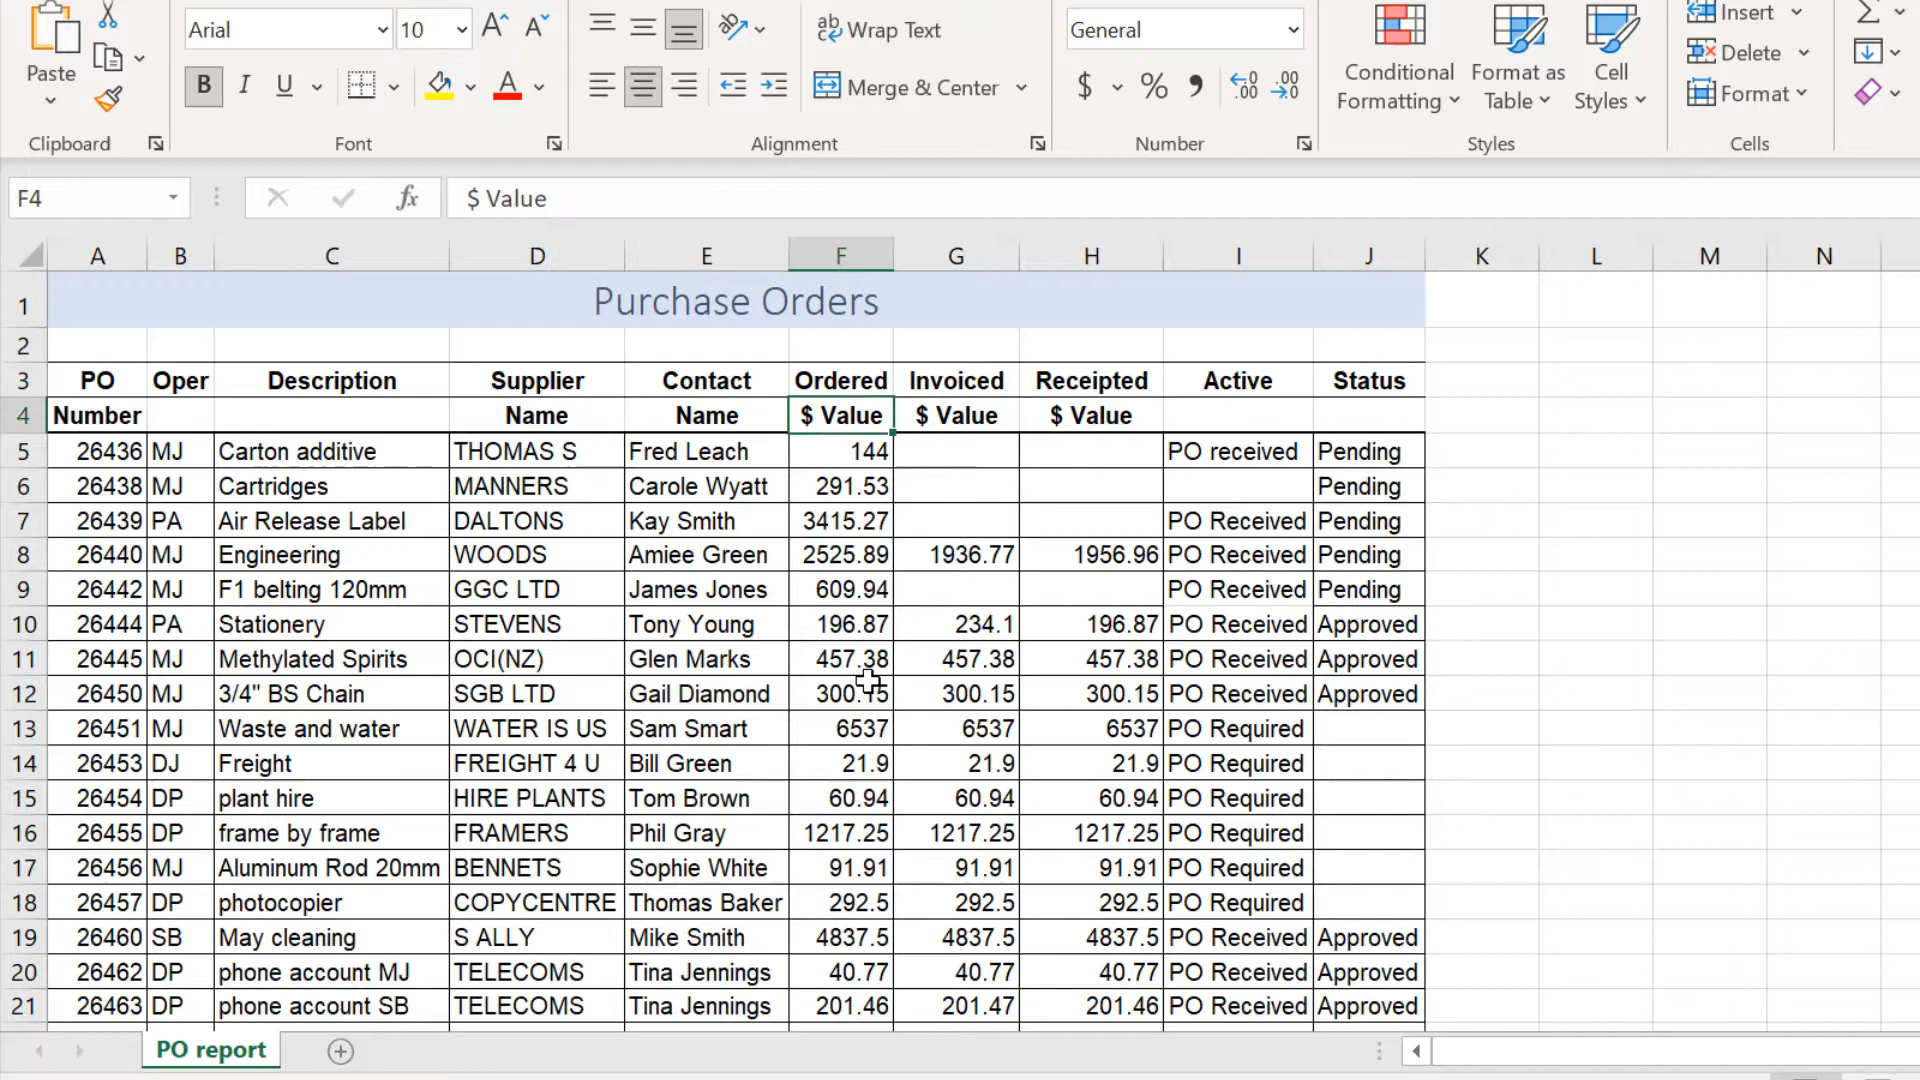 Arial 10 Wrap Text General Insert
Paste Conditional Format as Cell Delete
B I U Merge & Center $ % Formatting Table Styles Format
Clipboard Font Alignment Number Styles Cells
F4 fx $ Value
A B C D E F G H I J K L M N
1 Purchase Orders
2
3 PO Oper Description Supplier Contact Ordered Invoiced Receipted Active Status
4 Number Name Name $ Value $ Value $ Value
5 26436 MJ Carton additive THOMAS S Fred Leach 144 PO received Pending
6 26438 MJ Cartridges MANNERS Carole Wyatt 291.53 Pending
7 26439 PA Air Release Label DALTONS Kay Smith 3415.27 PO Received Pending
8 26440 MJ Engineering WOODS Amiee Green 2525.89 1936.77 1956.96 PO Received Pending
9 26442 MJ F1 belting 120mm GGC LTD James Jones 609.94 PO Received Pending
10 26444 PA Stationery STEVENS Tony Young 196.87 234.1 196.87 PO Received Approved
11 26445 MJ Methylated Spirits OCI(NZ) Glen Marks 457.38 457.38 457.38 PO Received Approved
12 26450 MJ 3/4" BS Chain SGB LTD Gail Diamond 300.15 300.15 300.15 PO Received Approved
13 26451 MJ Waste and water WATER IS US Sam Smart 6537 6537 6537 PO Required
14 26453 DJ Freight FREIGHT 4 U Bill Green 21.9 21.9 21.9 PO Required
15 26454 DP plant hire HIRE PLANTS Tom Brown 60.94 60.94 60.94 PO Required
16 26455 DP frame by frame FRAMERS Phil Gray 1217.25 1217.25 1217.25 PO Required
17 26456 MJ Aluminum Rod 20mm BENNETS Sophie White 91.91 91.91 91.91 PO Required
18 26457 DP photocopier COPYCENTRE Thomas Baker 292.5 292.5 292.5 PO Required
19 26460 SB May cleaning S ALLY Mike Smith 4837.5 4837.5 4837.5 PO Received Approved
20 26462 DP phone account MJ TELECOMS Tina Jennings 40.77 40.77 40.77 PO Received Approved
21 26463 DP phone account SB TELECOMS Tina Jennings 201.46 201.47 201.46 PO Received Approved
PO report